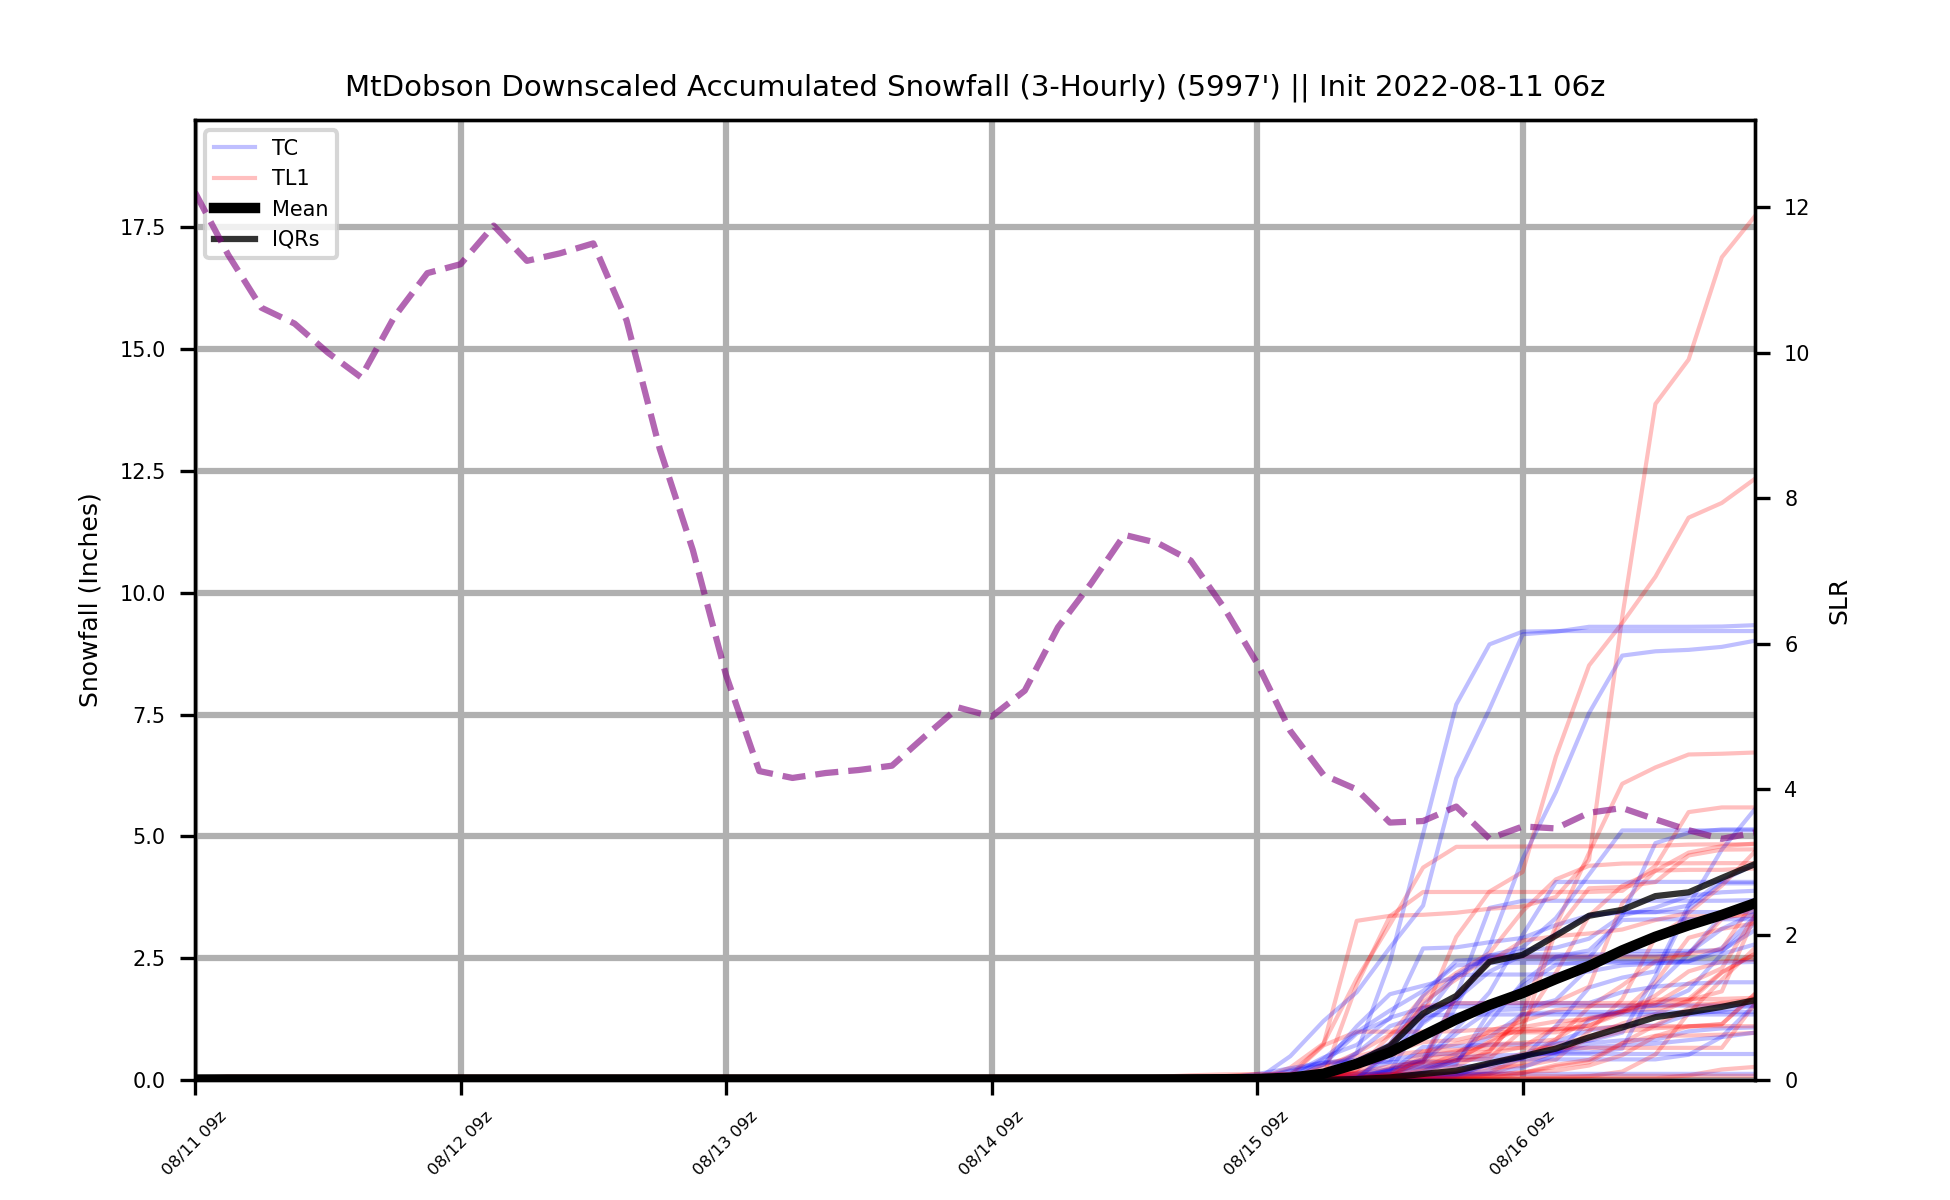 MtDobson Downscaled Accumulated Snowfall (3-Hourly) (5997') || Init 2022-08-11 06z
TC
TL1
Mean
IQRs
Snowfall (Inches)
17.5
15.0
12.5
10.0
7.5
5.0
2.5
0.0
12
10
8
6
4
2
0
SLR
08/11 09z
08/12 09z
08/13 09z
08/14 09z
08/15 09z
08/16 09z